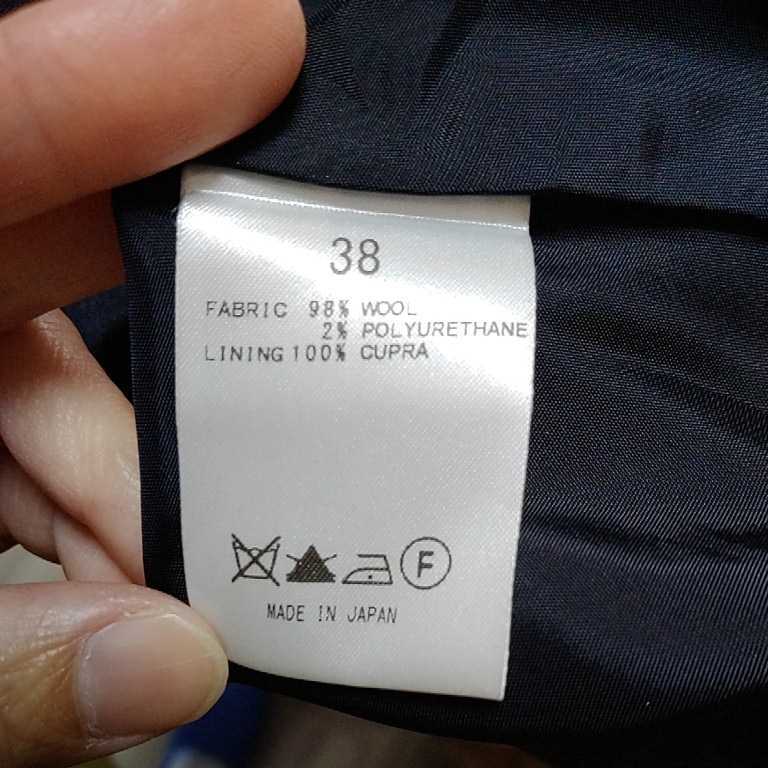 38
FABRIC 98% WOOL
2% POLYURETHANE
LINING 100% CUPRA
F
MADE IN JAPAN